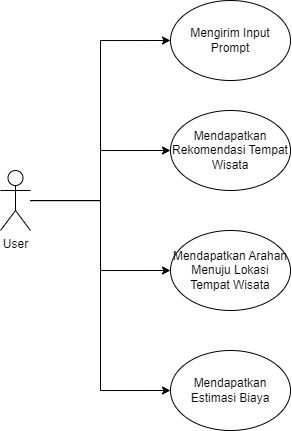 Mengirim Input
Prompt
Mendapatkan
Rekomendasi Tempat
Wisata
User
Mendapatkan Arahan
Menuju Lokasi
Tempat Wisata
Mendapatkan
Estimasi Biaya